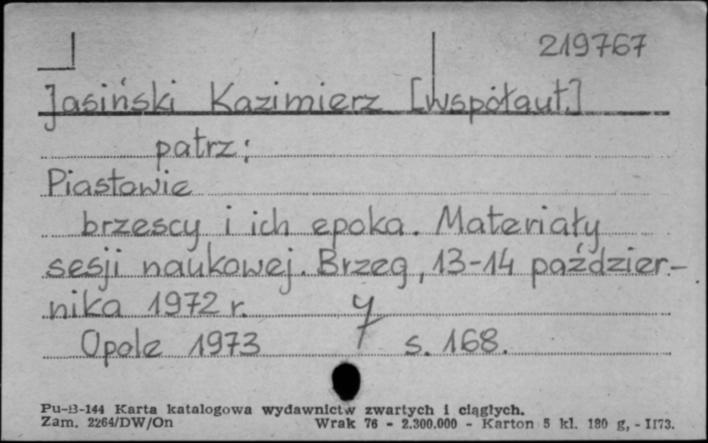 219767
Jasiński Kazimierz [współaut.]
patrz:
Piastowie
brzescy i ich epoka. Materiały
sesji naukowej. Brzeg, 13-14 paździer-
nika 1972 r.
Opole 1973 s. 168.
Pu-B-144 Karta katalogowa wydawnictw zwartych i ciągłych.
Zam. 2264/DW/On Wrak 76 - 2.300.000 - Karton 5 kl. 180 g, - II73.